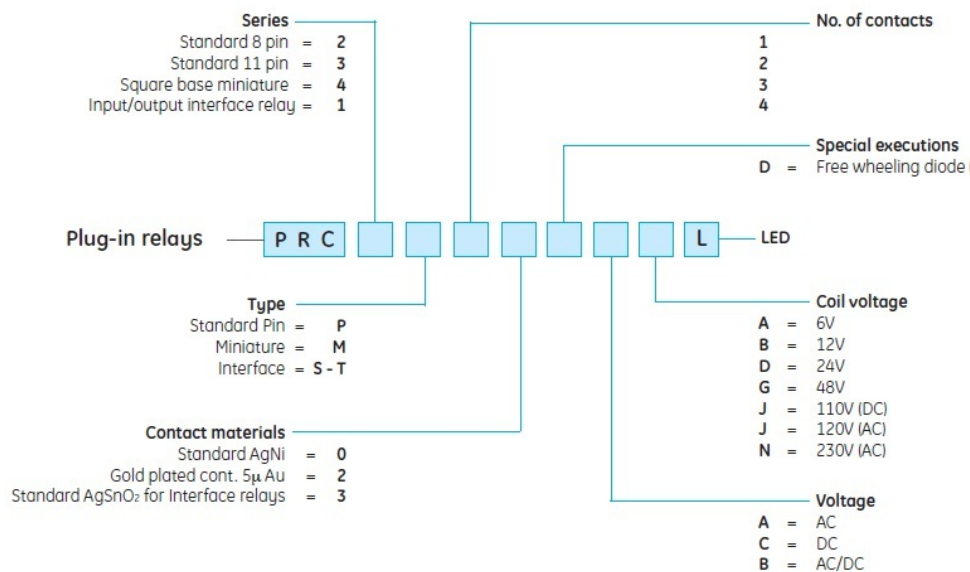 Series
Standard 8 pin = 2
Standard 11 pin = 3
Square base miniature = 4
Input/output interface relay = 1
No. of contacts
1
2
3
4
Special executions
D = Free wheeling diode
Plug-in relays P R C L LED
Type
Standard Pin = P
Miniature = M
Interface = S - T
Coil voltage
A = 6V
B = 12V
D = 24V
G = 48V
J = 110V (DC)
J = 120V (AC)
N = 230V (AC)
Contact materials
Standard AgNi = 0
Gold plated cont. 5µ Au = 2
Standard AgSnO₂ for Interface relays = 3
Voltage
A = AC
C = DC
B = AC/DC